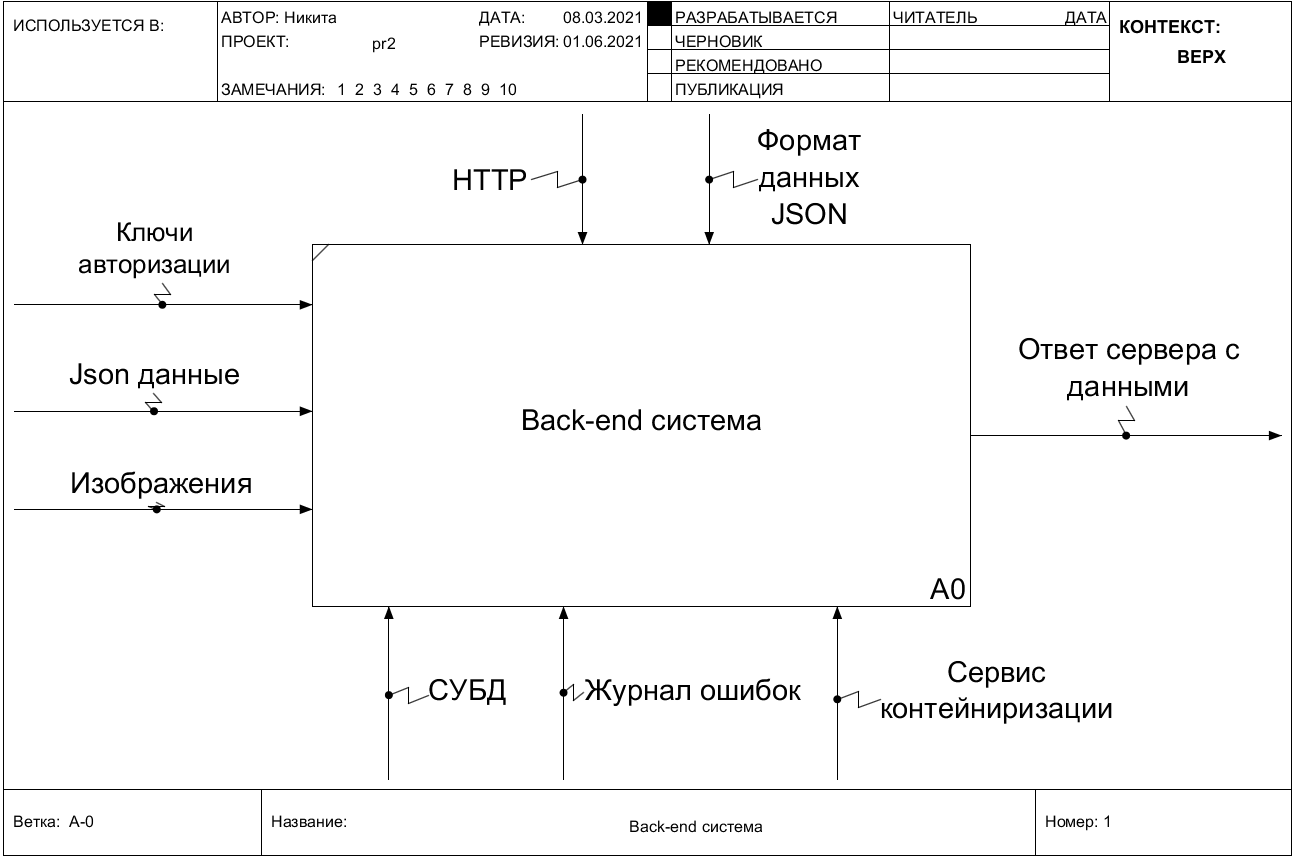 ИСПОЛЬЗУЕТСЯ В:
АВТОР: Никита
ДАТА: 08.03.2021
ПРОЕКТ: pr2
РЕВИЗИЯ: 01.06.2021
ЗАМЕЧАНИЯ: 1 2 3 4 5 6 7 8 9 10
РАЗРАБАТЫВАЕТСЯ
ЧЕРНОВИК
РЕКОМЕНДОВАНО
ПУБЛИКАЦИЯ
ЧИТАТЕЛЬ ДАТА
КОНТЕКСТ:
ВЕРХ
HTTP
Формат
данных
JSON
Ключи
авторизации
Json данные
Изображения
Back-end система
A0
Ответ сервера с
данными
СУБД
Журнал ошибок
Сервис
контейниризации
Ветка: A-0
Название:
Back-end система
Номер: 1